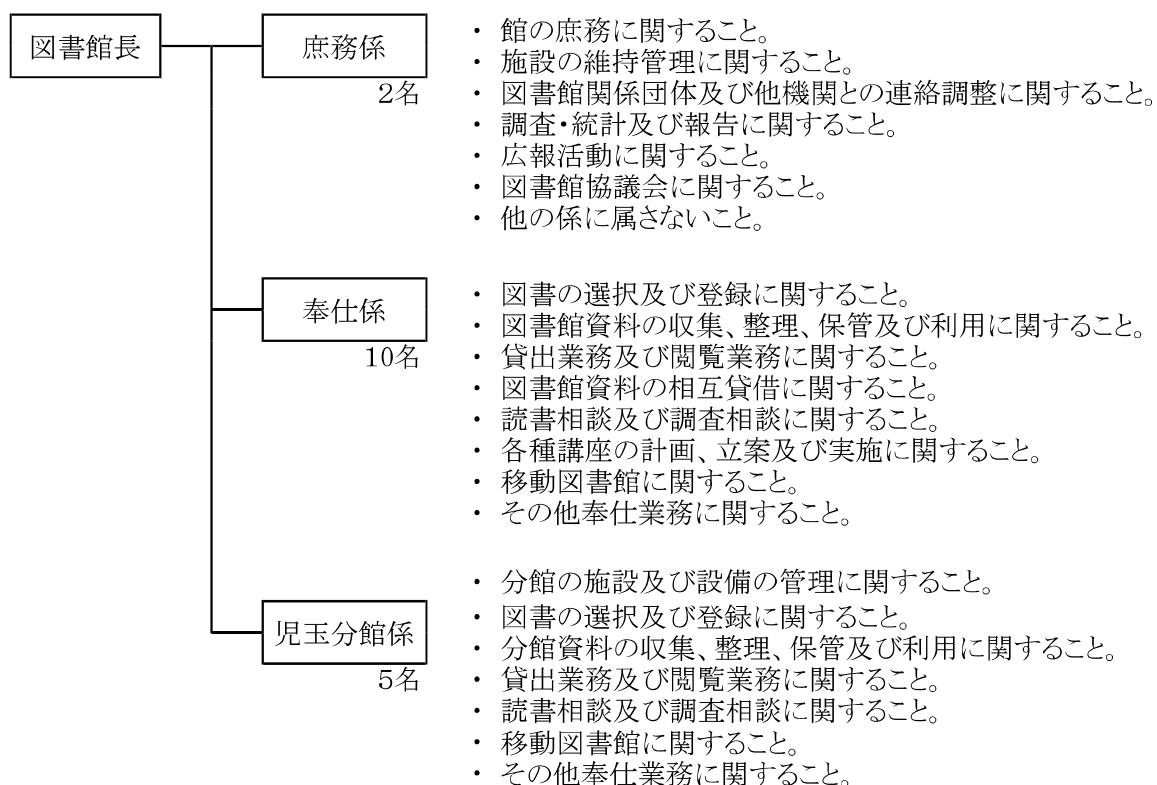 図書館長
庶務係
2名
・ 館の庶務に関すること。
・ 施設の維持管理に関すること。
・ 図書館関係団体及び他機関との連絡調整に関すること。
・ 調査・統計及び報告に関すること。
・ 広報活動に関すること。
・ 図書館協議会に関すること。
・ 他の係に属さないこと。
奉仕係
10名
・ 図書の選択及び登録に関すること。
・ 図書館資料の収集、整理、保管及び利用に関すること。
・ 貸出業務及び閲覧業務に関すること。
・ 図書館資料の相互貸借に関すること。
・ 読書相談及び調査相談に関すること。
・ 各種講座の計画、立案及び実施に関すること。
・ 移動図書館に関すること。
・ その他奉仕業務に関すること。
児玉分館係
5名
・ 分館の施設及び設備の管理に関すること。
・ 図書の選択及び登録に関すること。
・ 分館資料の収集、整理、保管及び利用に関すること。
・ 貸出業務及び閲覧業務に関すること。
・ 読書相談及び調査相談に関すること。
・ 移動図書館に関すること。
・ その他奉仕業務に関すること。